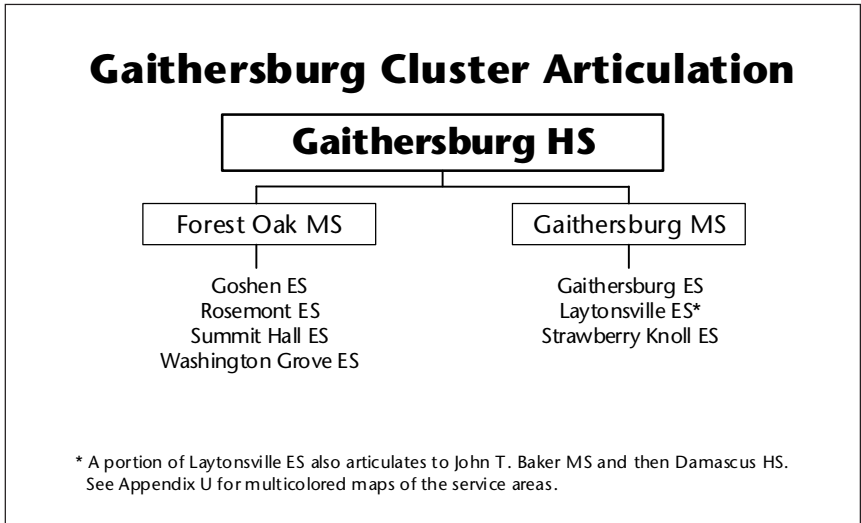 Gaithersburg Cluster Articulation
Gaithersburg HS
Forest Oak MS
Goshen ES
Rosemont ES
Summit Hall ES
Washington Grove ES
Gaithersburg MS
Gaithersburg ES
Laytonsville ES*
Strawberry Knoll ES
* A portion of Laytonsville ES also articulates to John T. Baker MS and then Damascus HS.
See Appendix U for multicolored maps of the service areas.